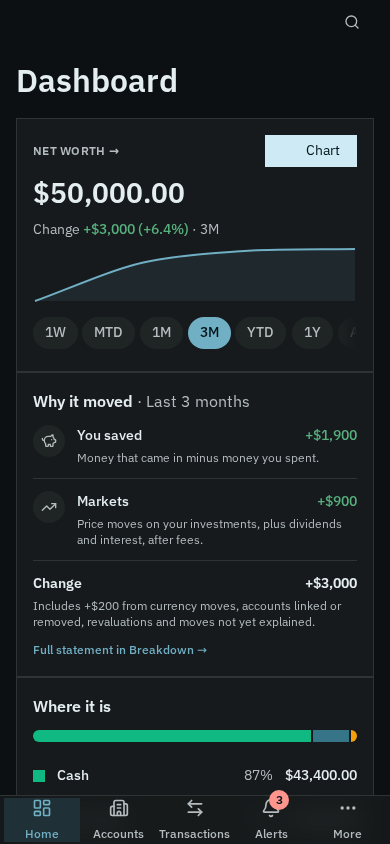 Dashboard
NET WORTH →
Chart
$50,000.00
Change +$3,000 (+6.4%) · 3M
1W MTD 1M 3M YTD 1Y
Why it moved · Last 3 months
You saved +$1,900
Money that came in minus money you spent.
Markets +$900
Price moves on your investments, plus dividends
and interest, after fees.
Change +$3,000
Includes +$200 from currency moves, accounts linked or
removed, revaluations and moves not yet explained.
Full statement in Breakdown →
Where it is
Cash 87% $43,400.00
3
Home Accounts Transactions Alerts More